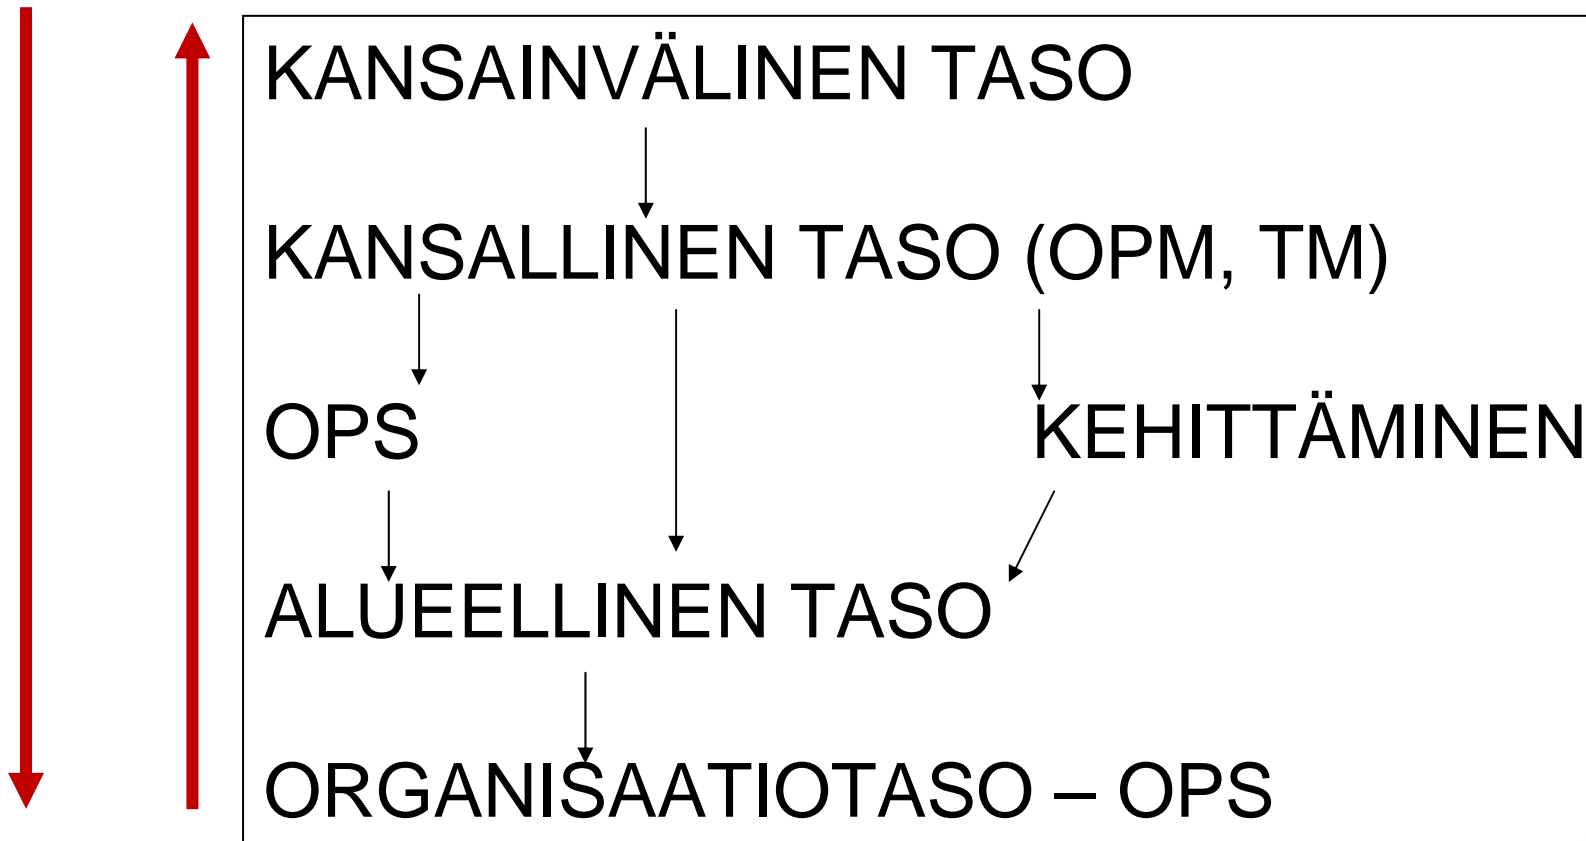 KANSAINVÄLINEN TASO
KANSALLINEN TASO (OPM, TM)
OPS KEHITTÄMINEN
ALUEELLINEN TASO
ORGANISAATIOTASO – OPS